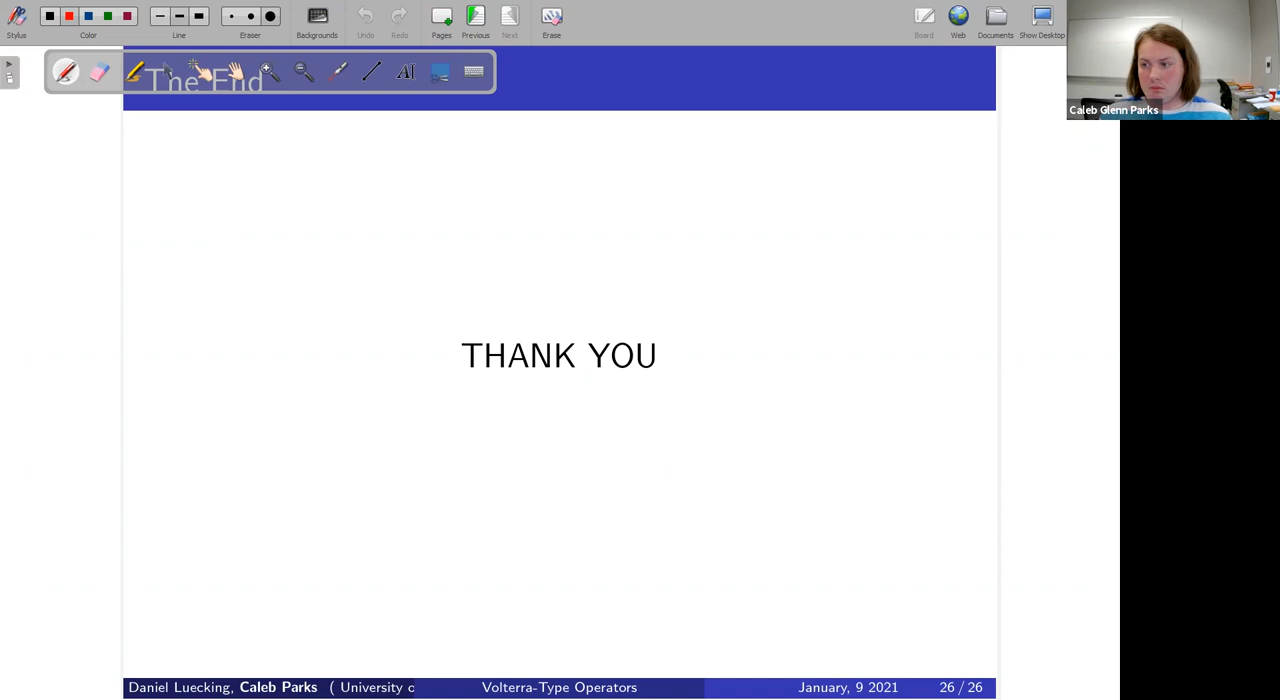 Stylus
Color
Line
Eraser
Backgrounds
Undo
Redo
Pages
Previous
Next
Erase
Board
Web
Documents
Show Desktop
The End
AI
Caleb Glenn Parks
THANK YOU
Daniel Luecking, Caleb Parks ( University o
Volterra-Type Operators
January, 9 2021
26 / 26